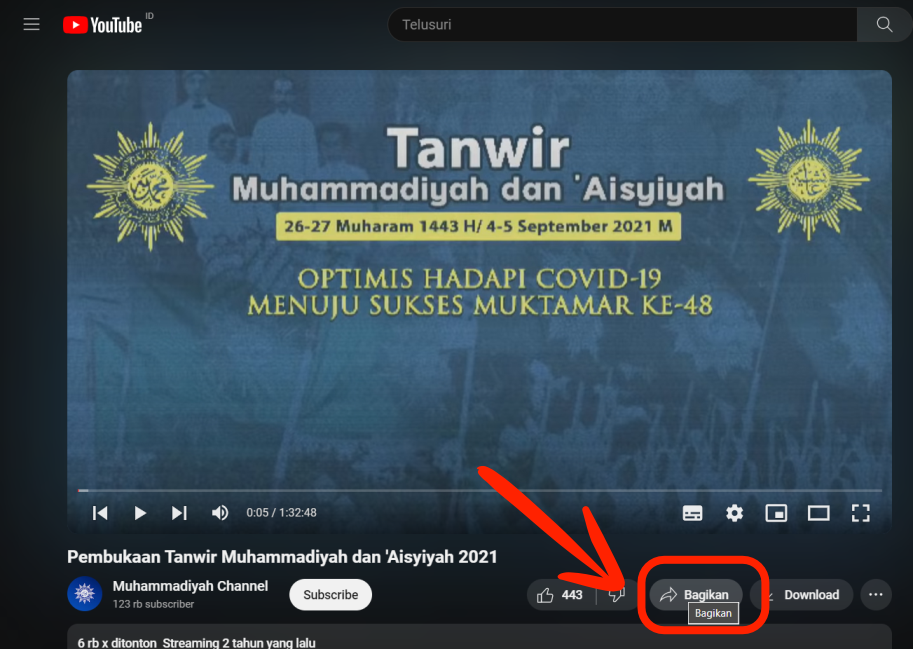 YouTube ID
Telusuri
Tanwir
Muhammadiyah dan 'Aisyiyah
26-27 Muharam 1443 H/ 4-5 September 2021 M
OPTIMIS HADAPI COVID-19
MENUJU SUKSES MUKTAMAR KE-48
0:05 / 1:32:48
Pembukaan Tanwir Muhammadiyah dan 'Aisyiyah 2021
Muhammadiyah Channel
123 rb subscriber
Subscribe
443
Bagikan
Download
Bagikan
6 rb x ditonton Streaming 2 tahun yang lalu